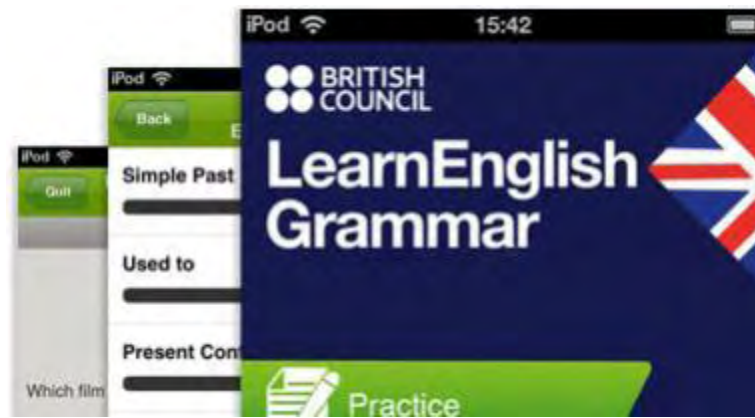 iPod
15:42
BRITISH
COUNCIL
LearnEnglish
Grammar
Practice
iPod
Back
Simple Past
Used to
Present Cont
iPod
Quit
Which film